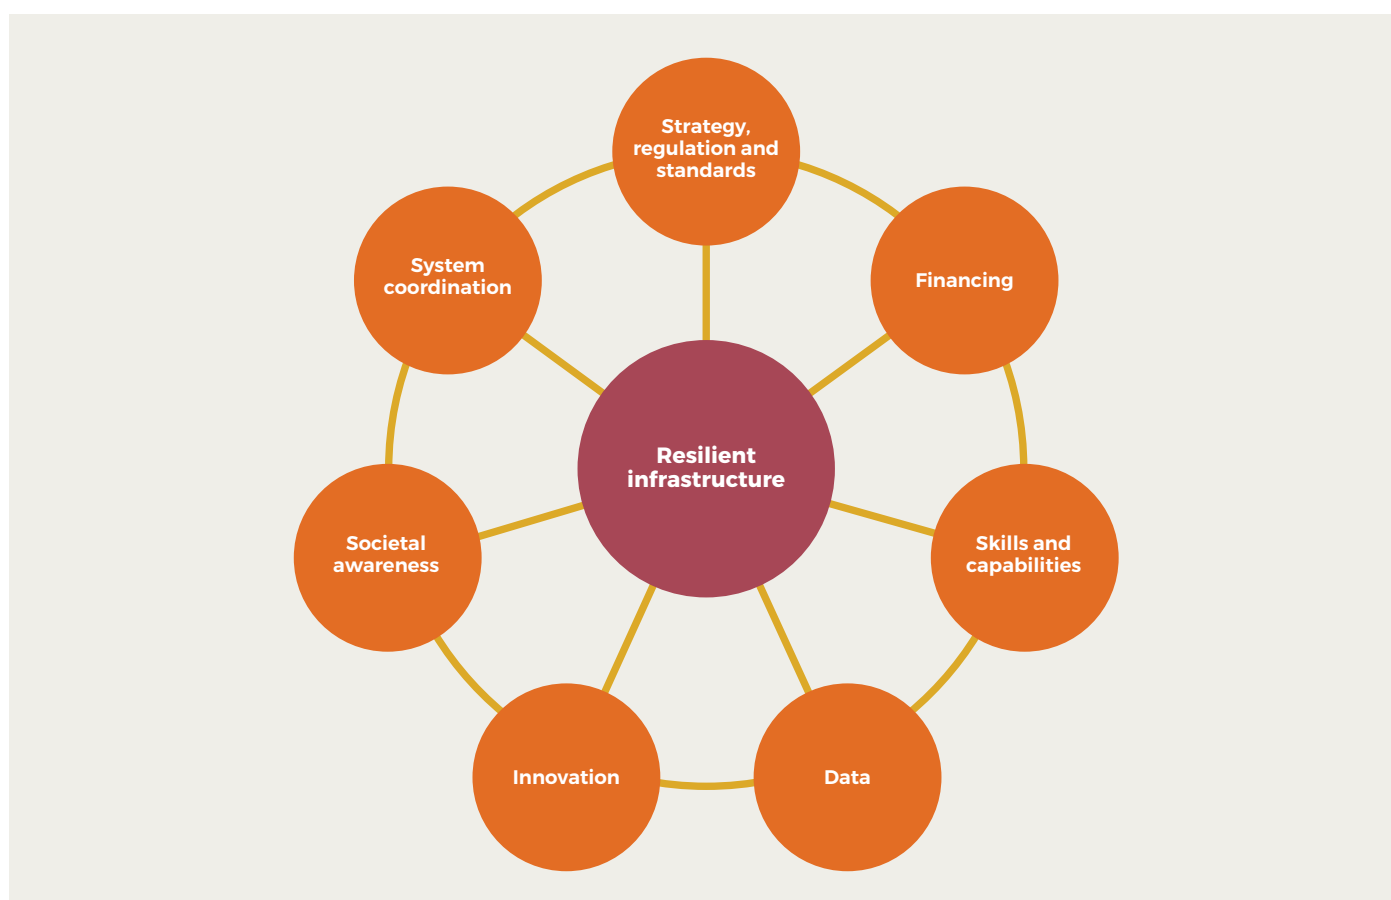 Strategy,
regulation and
standards
System
coordination
Financing
Resilient
infrastructure
Societal
awareness
Skills and
capabilities
Innovation
Data